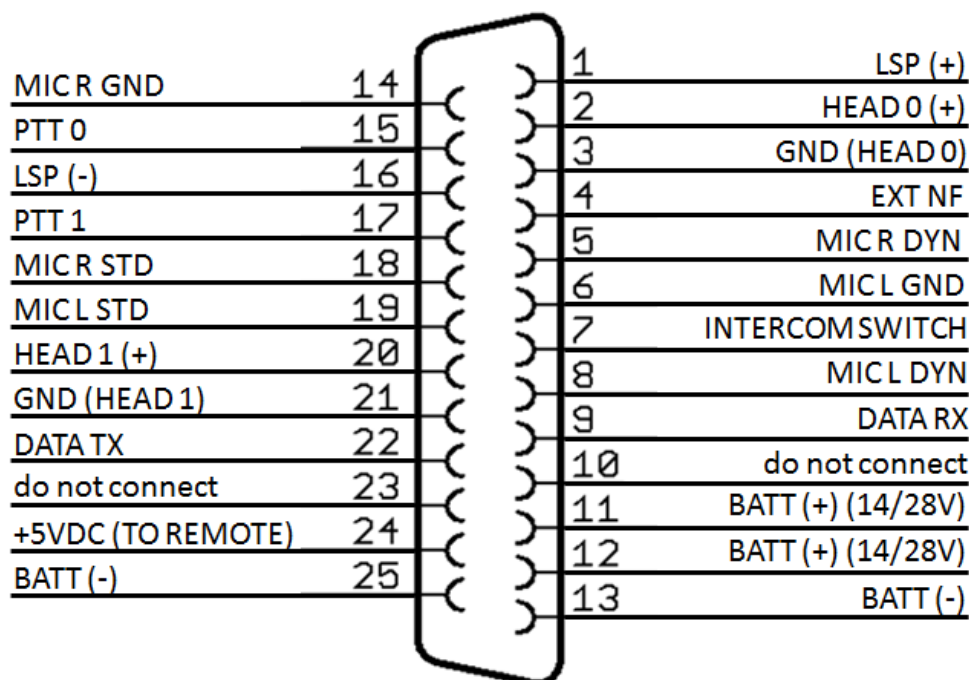 MIC R GND 14
PTT 0 15
LSP (-) 16
PTT 1 17
MIC R STD 18
MIC L STD 19
HEAD 1 (+) 20
GND (HEAD 1) 21
DATA TX 22
do not connect 23
+5VDC (TO REMOTE) 24
BATT (-) 25
1 LSP (+)
2 HEAD 0 (+)
3 GND (HEAD 0)
4 EXT NF
5 MIC R DYN
6 MIC L GND
7 INTERCOM SWITCH
8 MIC L DYN
9 DATA RX
10 do not connect
11 BATT (+) (14/28V)
12 BATT (+) (14/28V)
13 BATT (-)